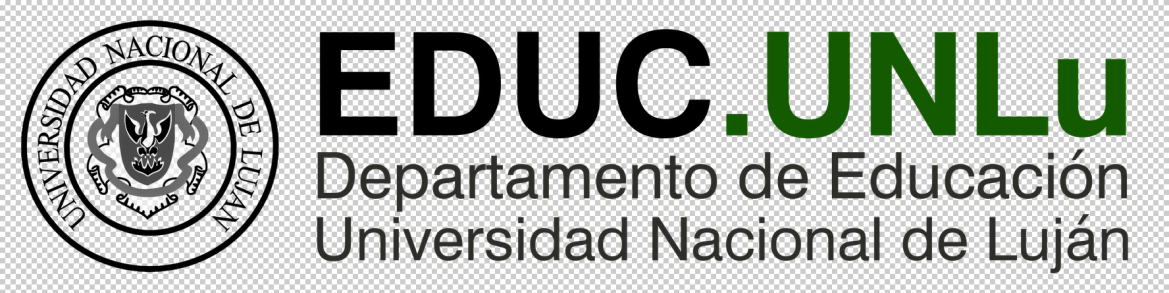 UNIVERSIDAD NACIONAL DE LUJAN
EDUC.UNLu
Departamento de Educación
Universidad Nacional de Luján